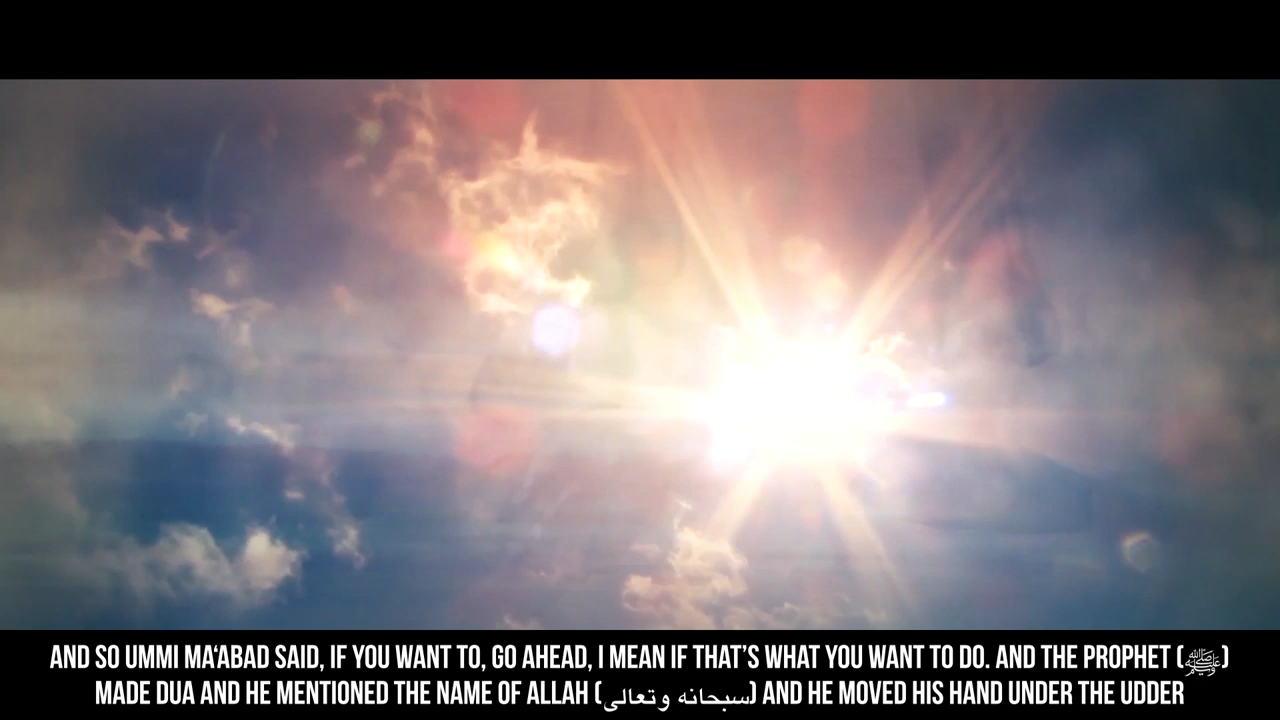 AND SO UMMI MA‘ABAD SAID, IF YOU WANT TO, GO AHEAD, I MEAN IF THAT’S WHAT YOU WANT TO DO. AND THE PROPHET (ﷺ)
MADE DUA AND HE MENTIONED THE NAME OF ALLAH (سبحانه وتعالى) AND HE MOVED HIS HAND UNDER THE UDDER